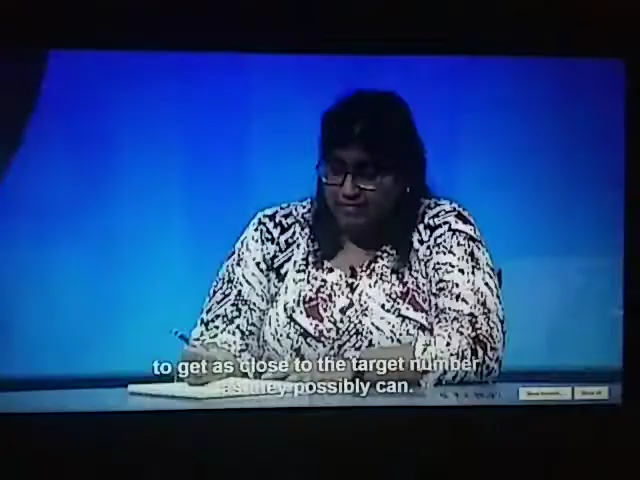 to get as close to the target number
as they possibly can.